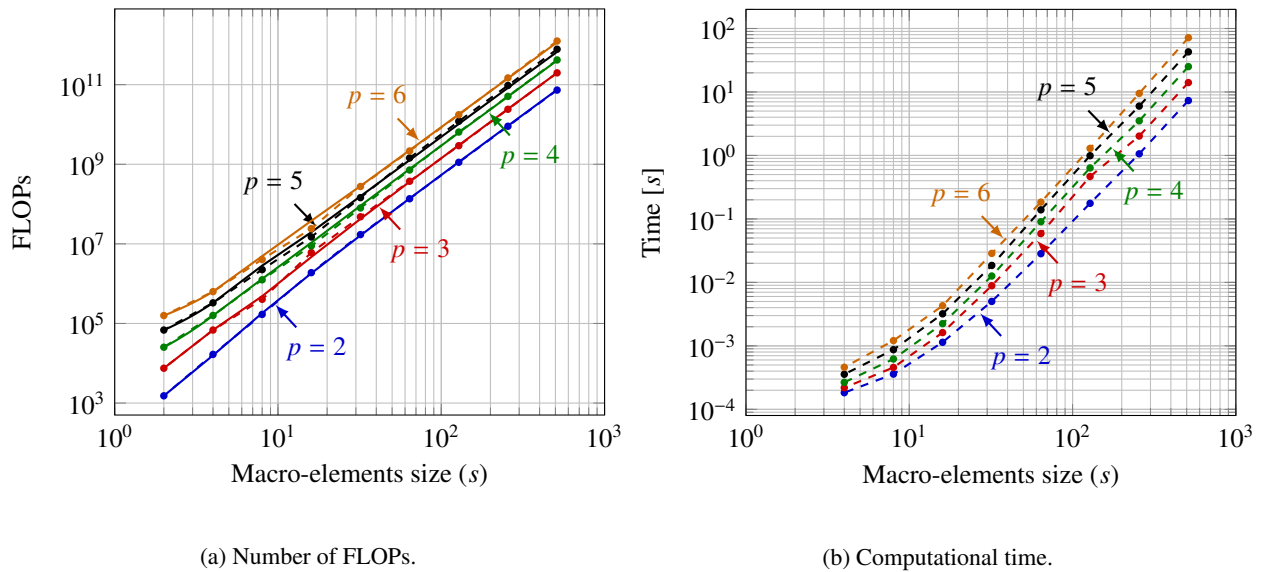 10^11
10^9
10^7
10^5
10^3
FLOPs
p = 6
p = 5
p = 4
p = 3
p = 2
10^0 10^1 10^2 10^3
Macro-elements size (s)
(a) Number of FLOPs.
10^2
10^1
10^0
10^−1
10^−2
10^−3
10^−4
Time [s]
p = 5
p = 6
p = 4
p = 3
p = 2
10^0 10^1 10^2 10^3
Macro-elements size (s)
(b) Computational time.